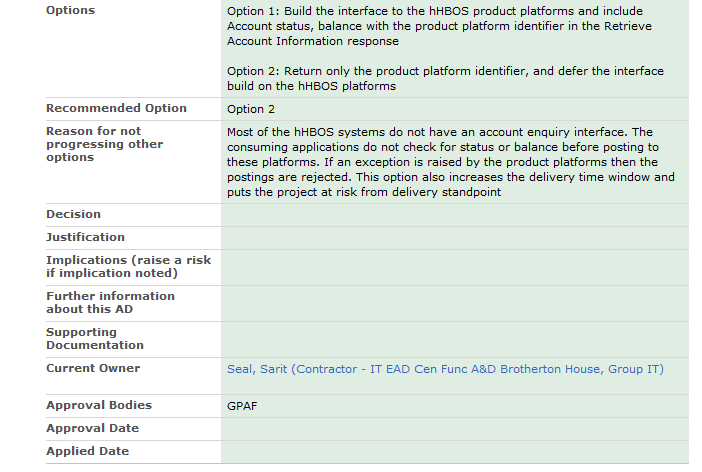 Options
Option 1: Build the interface to the hHBOS product platforms and include
Account status, balance with the product platform identifier in the Retrieve
Account Information response
Option 2: Return only the product platform identifier, and defer the interface
build on the hHBOS platforms
Recommended Option
Option 2
Reason for not
progressing other
options
Most of the hHBOS systems do not have an account enquiry interface. The
consuming applications do not check for status or balance before posting to
these platforms. If an exception is raised by the product platforms then the
postings are rejected. This option also increases the delivery time window and
puts the project at risk from delivery standpoint
Decision
Justification
Implications (raise a risk
if implication noted)
Further information
about this AD
Supporting
Documentation
Current Owner
Seal, Sarit (Contractor - IT EAD Cen Func A&D Brotherton House, Group IT)
Approval Bodies
GPAF
Approval Date
Applied Date